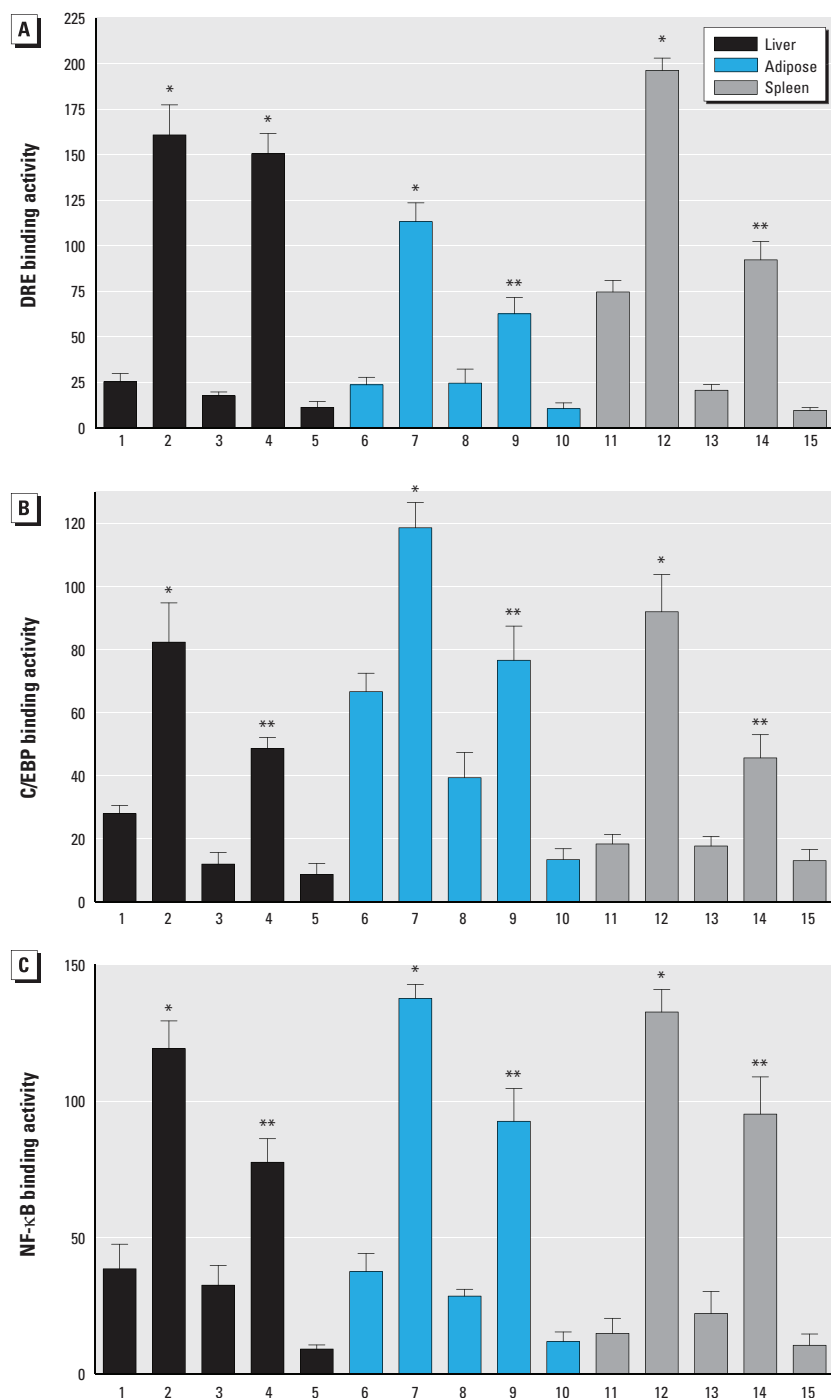 A
225
200
175
150
125
100
75
50
25
0
DRE binding activity
Liver
Adipose
Spleen
* * * ** * **
1 2 3 4 5 6 7 8 9 10 11 12 13 14 15
B
120
100
80
60
40
20
0
C/EBP binding activity
* ** * ** * **
1 2 3 4 5 6 7 8 9 10 11 12 13 14 15
C
150
100
50
0
NF-κB binding activity
* ** * ** * **
1 2 3 4 5 6 7 8 9 10 11 12 13 14 15